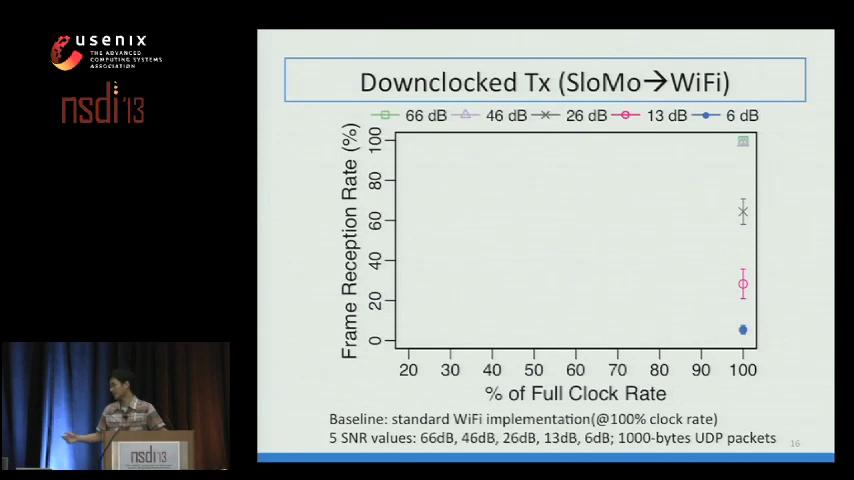 usenix
THE ADVANCED
COMPUTING SYSTEMS
ASSOCIATION
nsdi'13
Downclocked Tx (SloMo→WiFi)
66 dB 46 dB 26 dB 13 dB 6 dB
Frame Reception Rate (%)
100
80
60
40
20
0
20 30 40 50 60 70 80 90 100
% of Full Clock Rate
Baseline: standard WiFi implementation(@100% clock rate)
5 SNR values: 66dB, 46dB, 26dB, 13dB, 6dB; 1000-bytes UDP packets
16
nsdi'13